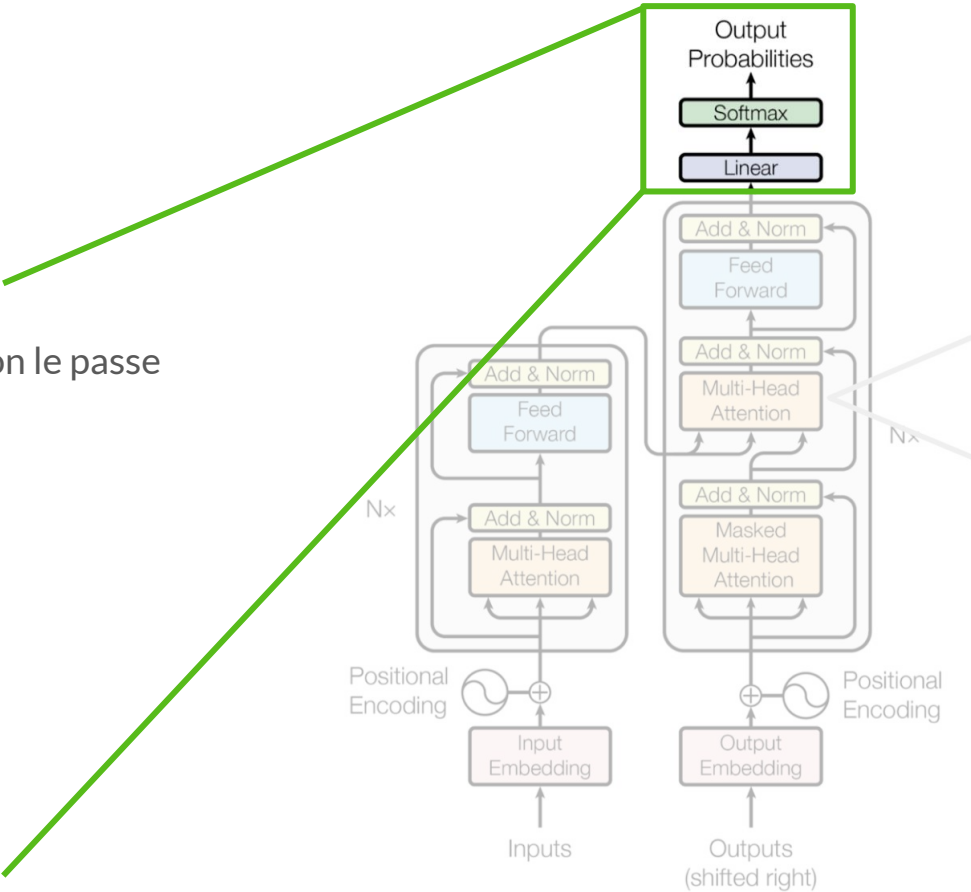 Output
Probabilities
Softmax
Linear
Add & Norm
Feed
Forward
on le passe
Add & Norm
Multi-Head
Attention
Nx
Add & Norm
Feed
Forward
Nx
Add & Norm
Masked
Multi-Head
Attention
Add & Norm
Multi-Head
Attention
Positional
Encoding
Positional
Encoding
Input
Embedding
Output
Embedding
Inputs
Outputs
(shifted right)